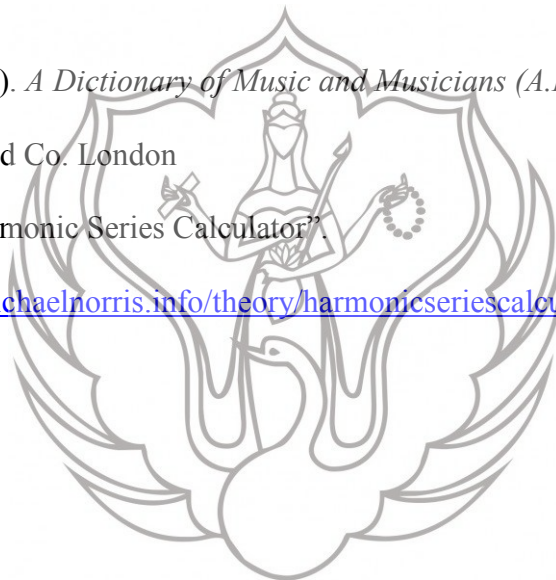 ). A Dictionary of Music and Musicians (A.
d Co. London
monic Series Calculator”.
chaelnorris.info/theory/harmonicseriescalcu